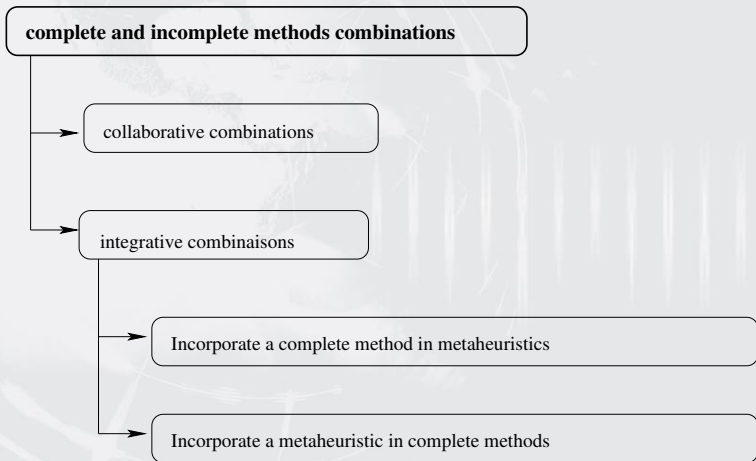 complete and incomplete methods combinations
collaborative combinations
integrative combinaisons
Incorporate a complete method in metaheuristics
Incorporate a metaheuristic in complete methods